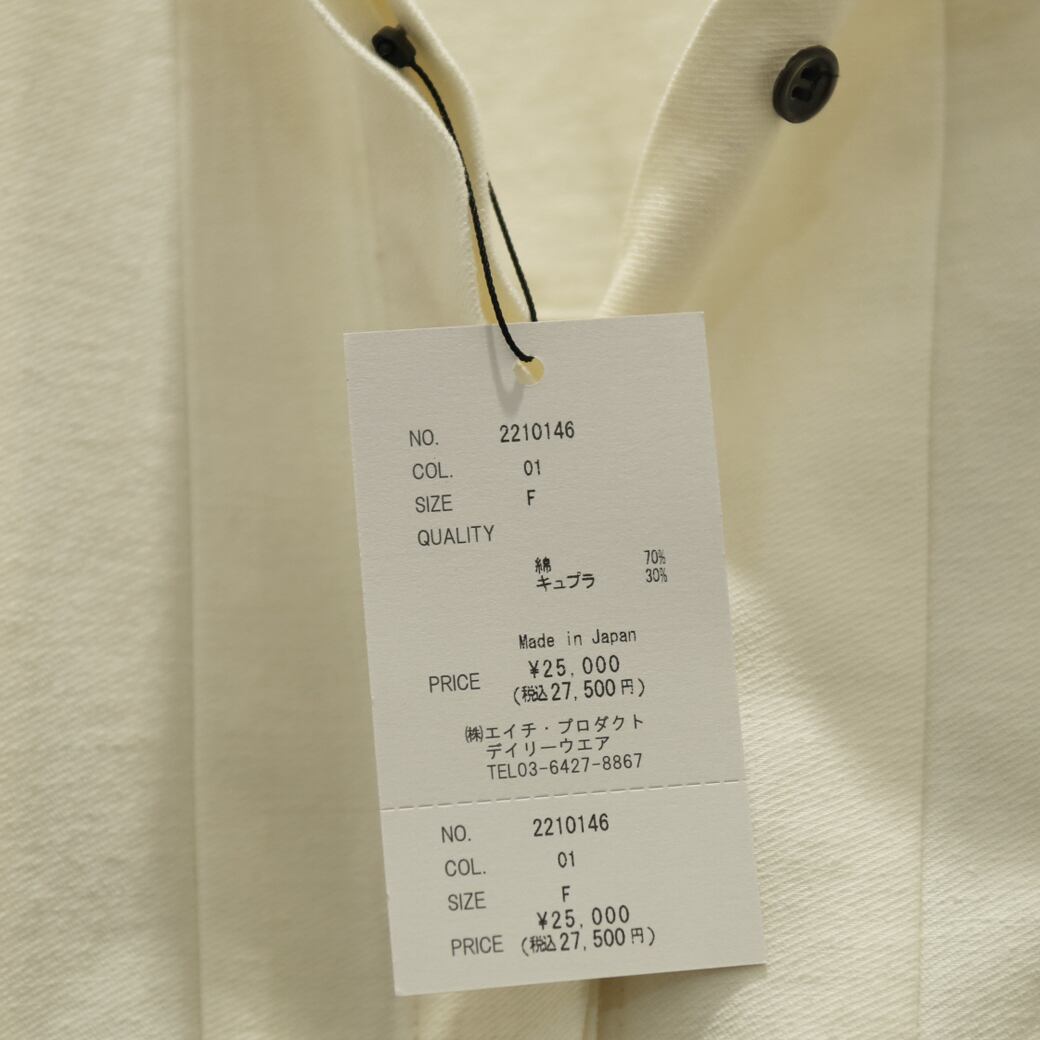 NO. 2210146
COL. 01
SIZE F
QUALITY
綿 70%
キュプラ 30%
Made in Japan
¥25,000
PRICE (税込27,500円)
㈱エイチ・プロダクト
デイリーウエア
TEL03-6427-8867
NO. 2210146
COL. 01
SIZE F
¥25,000
PRICE (税込27,500円)